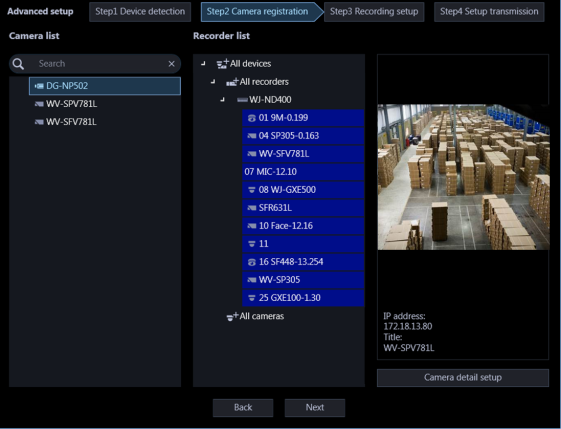 Advanced setup
Step1 Device detection
Step2 Camera registration
Step3 Recording setup
Step4 Setup transmission
Camera list
Recorder list
Search
DG-NP502
WV-SPV781L
WV-SFV781L
All devices
All recorders
WJ-ND400
01 9M-0.199
04 SP305-0.163
WV-SFV781L
07 MIC-12.10
08 WJ-GXE500
SFR631L
10 Face-12.16
11
16 SF448-13.254
WV-SP305
25 GXE100-1.30
All cameras
IP address:
172.18.13.80
Title:
WV-SPV781L
Camera detail setup
Back
Next